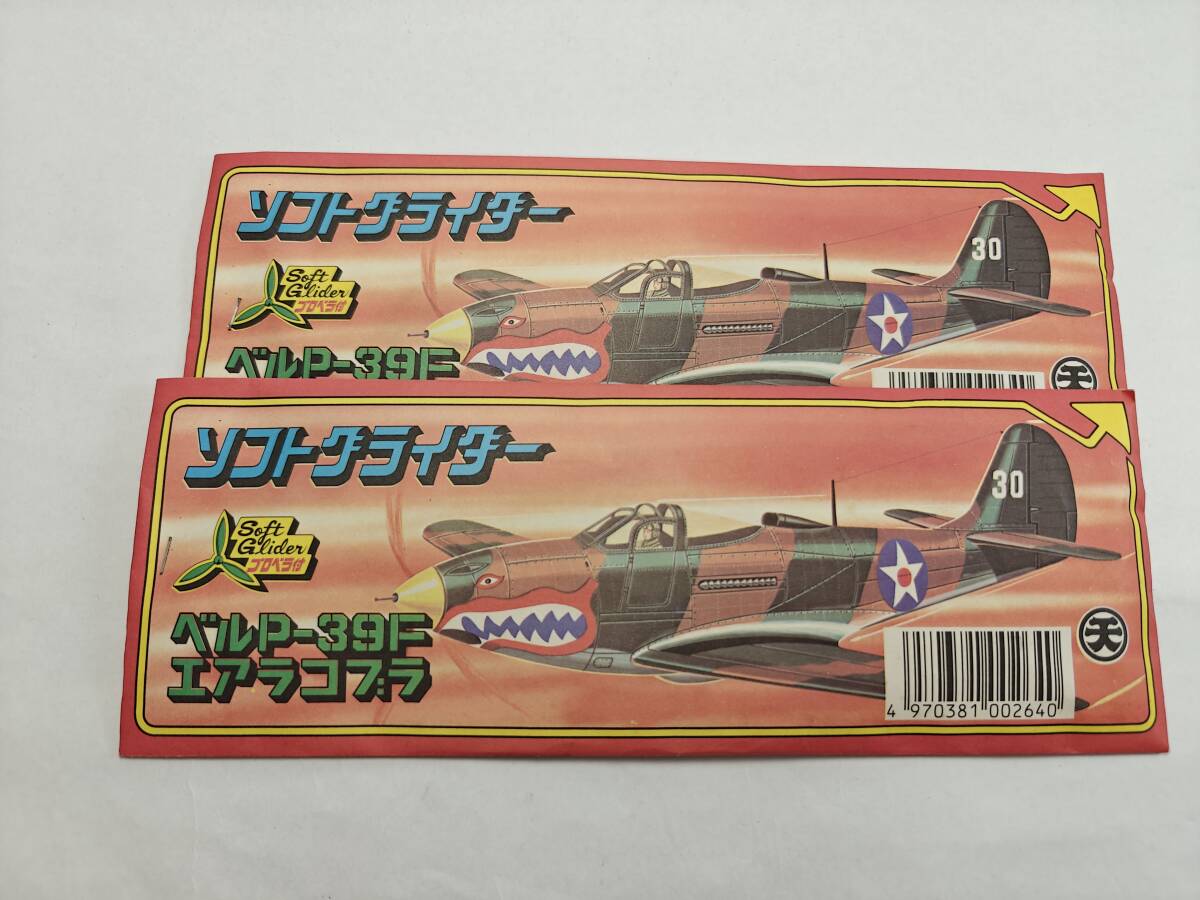 ソフトグライダー
Soft
Glider
プロペラ付
30
ベルP-39F
天
ソフトグライダー
Soft
Glider
プロペラ付
30
ベルP-39F
エアラコブラ
天
4 970381 002640